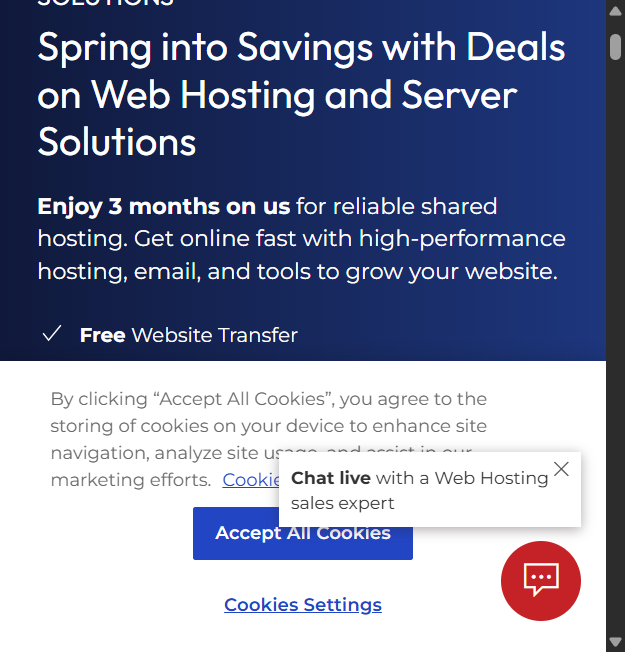 SOLUTIONS
Spring into Savings with Deals
on Web Hosting and Server
Solutions
Enjoy 3 months on us for reliable shared
hosting. Get online fast with high-performance
hosting, email, and tools to grow your website.
Free Website Transfer
By clicking “Accept All Cookies”, you agree to the
storing of cookies on your device to enhance site
navigation, analyze site usage, and assist in our
marketing efforts. Cookie
Chat live with a Web Hosting
sales expert
Accept All Cookies
Cookies Settings